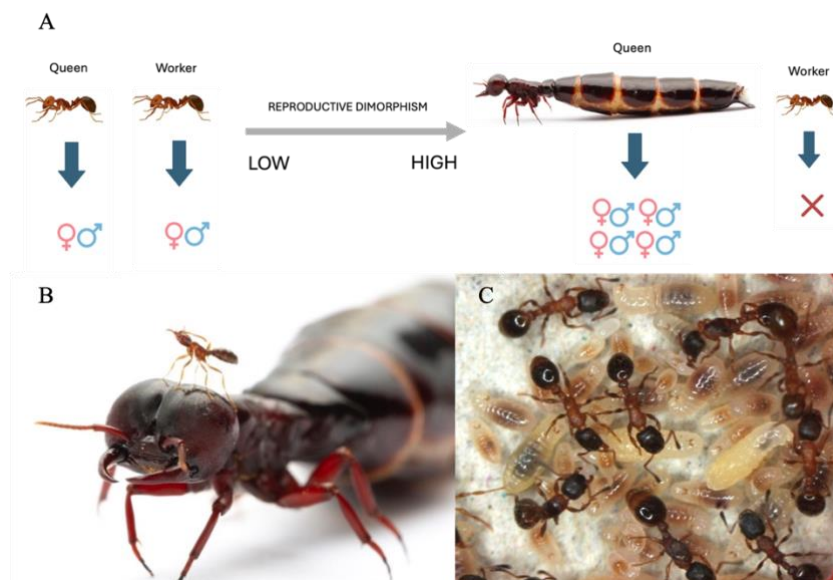 A
Queen
Worker
REPRODUCTIVE DIMORPHISM
LOW
HIGH
Queen
Worker
B
C